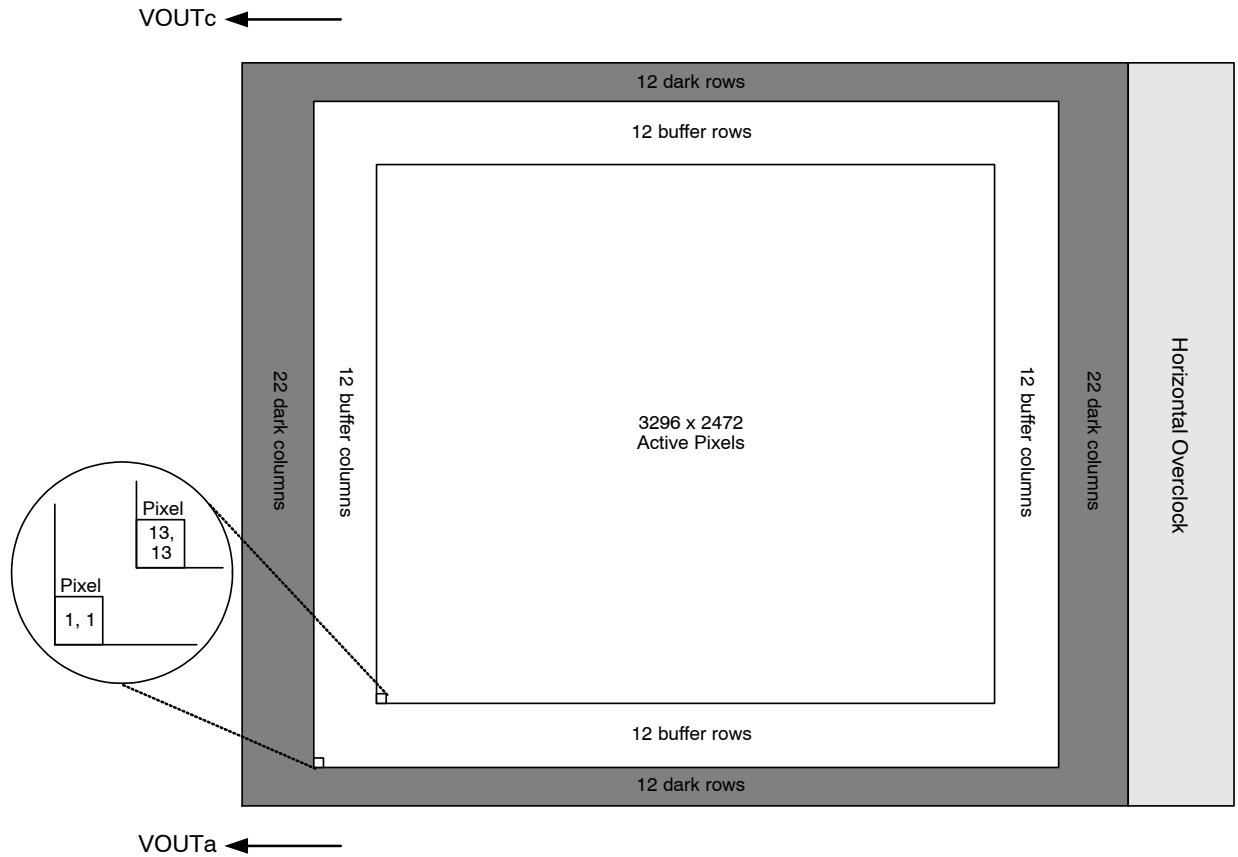 VOUTc
12 dark rows
12 buffer rows
22 dark columns
12 buffer columns
3296 x 2472
Active Pixels
12 buffer columns
22 dark columns
Horizontal Overclock
Pixel
13,
13
Pixel
1, 1
12 buffer rows
12 dark rows
VOUTa